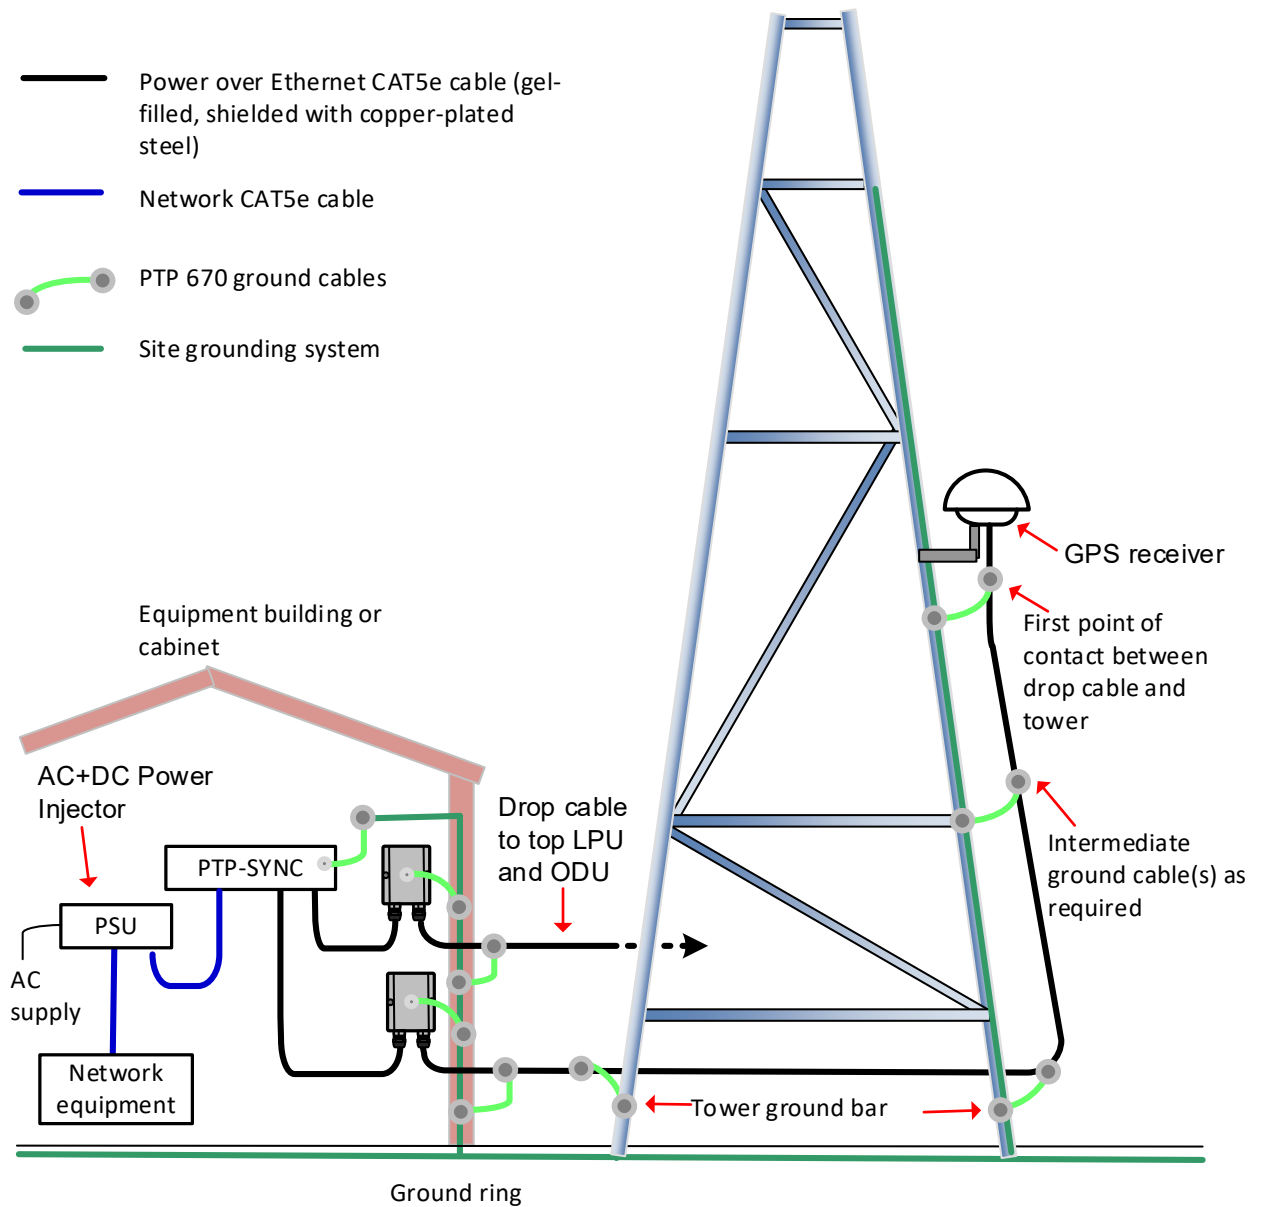 Power over Ethernet CAT5e cable (gel-
filled, shielded with copper-plated
steel)
Network CAT5e cable
PTP 670 ground cables
Site grounding system
GPS receiver
First point of
contact between
drop cable and
tower
Equipment building or
cabinet
AC+DC Power
Injector
Drop cable
to top LPU
and ODU
PTP-SYNC
Intermediate
ground cable(s) as
required
PSU
AC
supply
Network
equipment
Tower ground bar
Ground ring